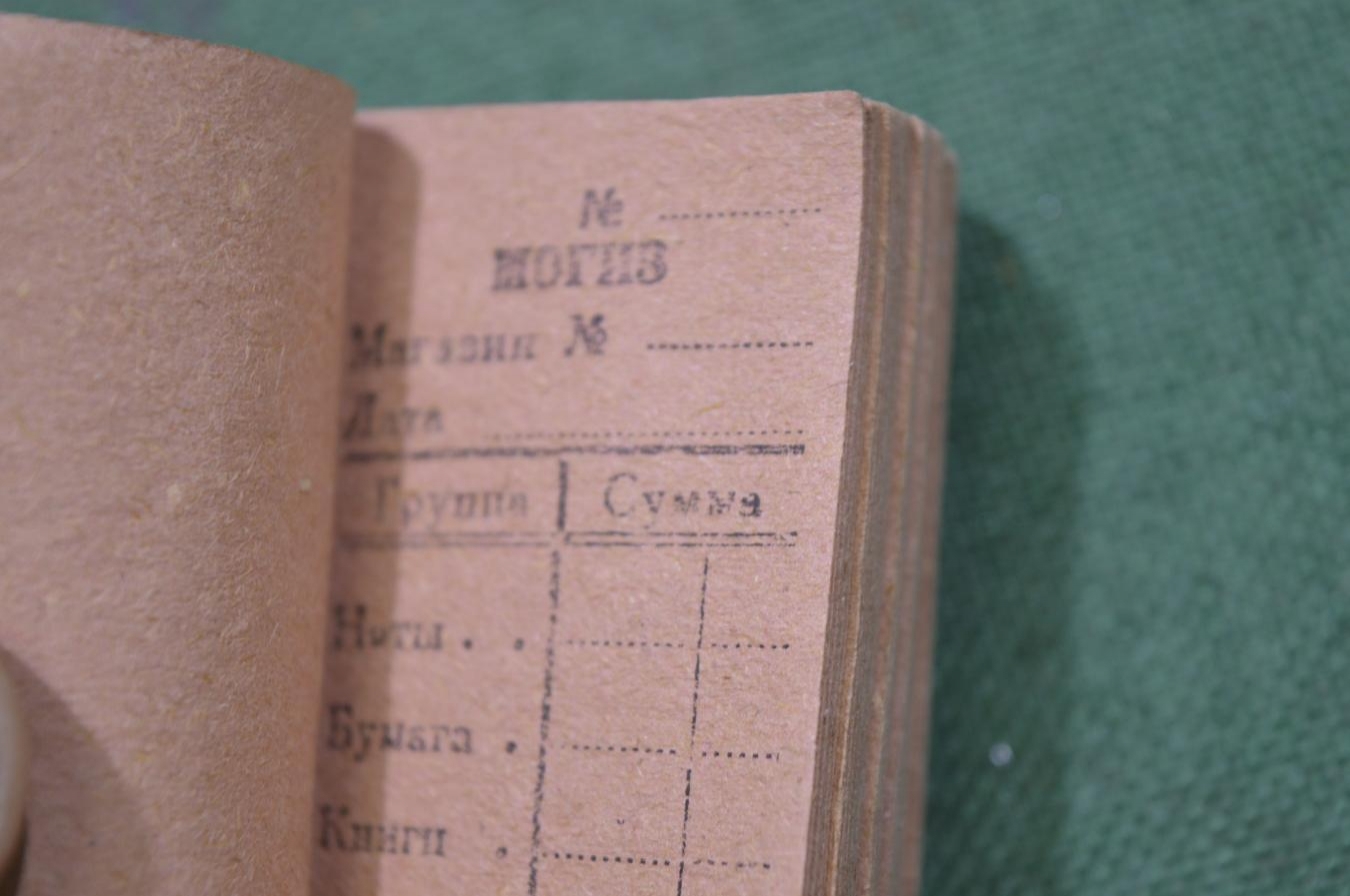 № ..........
МОГИЗ
Магазин № ..........
Дата ..........
Группа Сумма
Ноты . .
Бумага .
Книги .